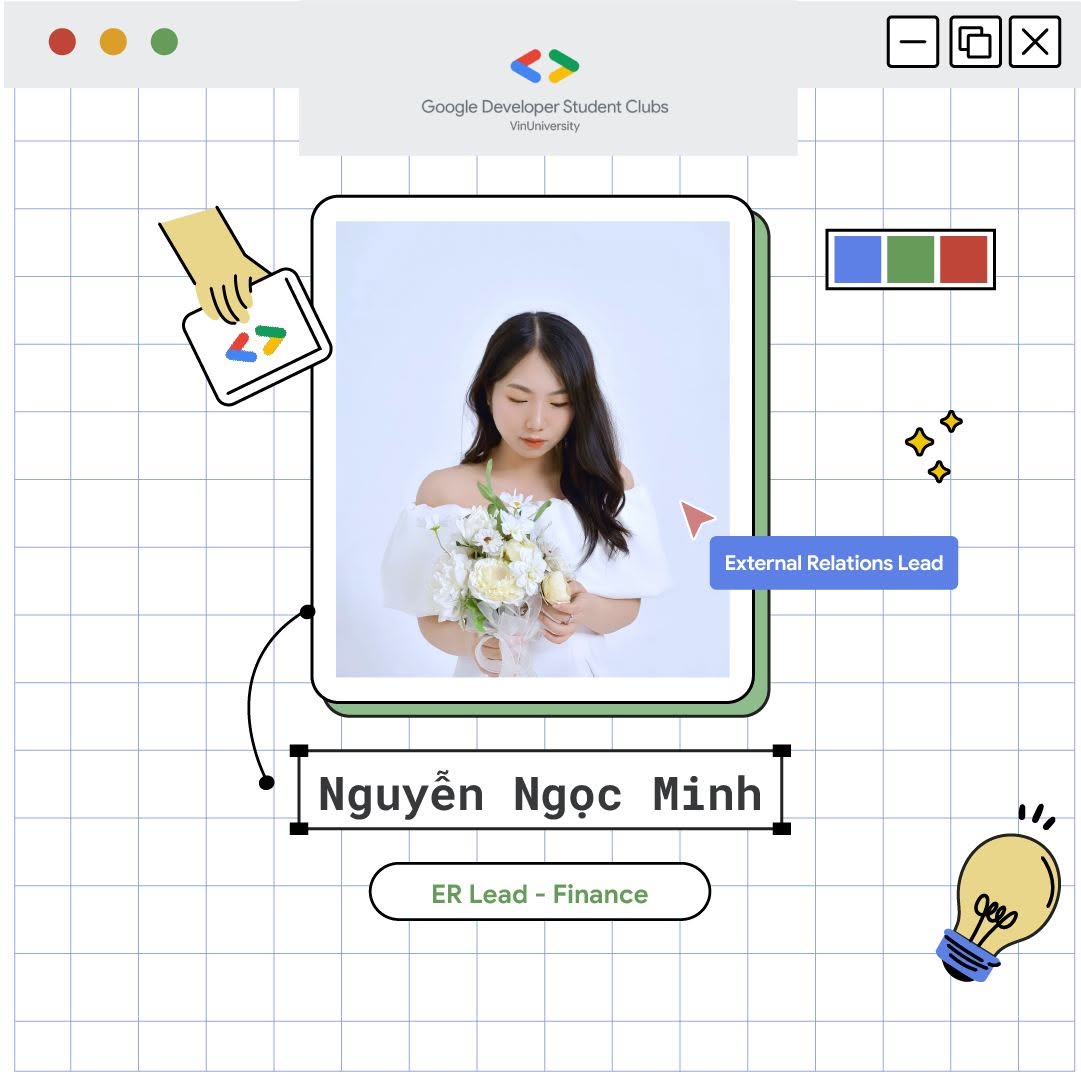 Google Developer Student Clubs
VinUniversity
External Relations Lead
Nguyễn Ngọc Minh
ER Lead - Finance